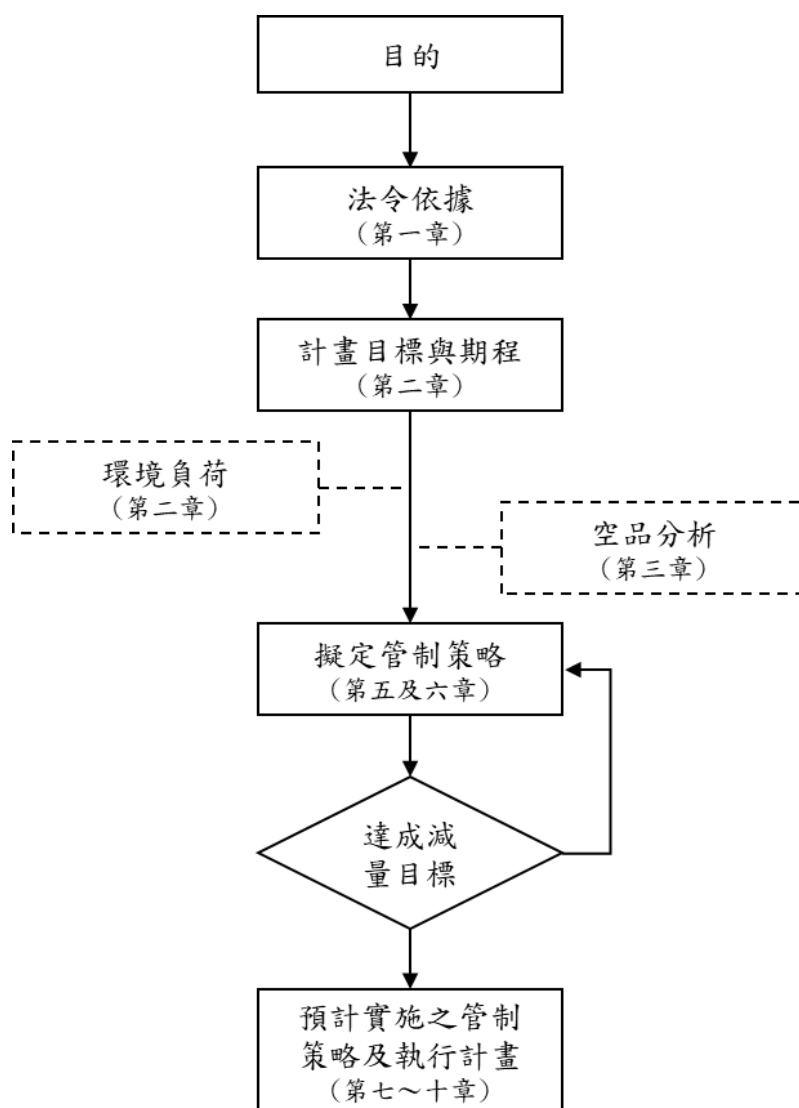 目的
法令依據
（第一章）
計畫目標與期程
（第二章）
環境負荷
（第二章）
空品分析
（第三章）
擬定管制策略
（第五及六章）
達成減
量目標
預計實施之管制
策略及執行計畫
（第七～十章）